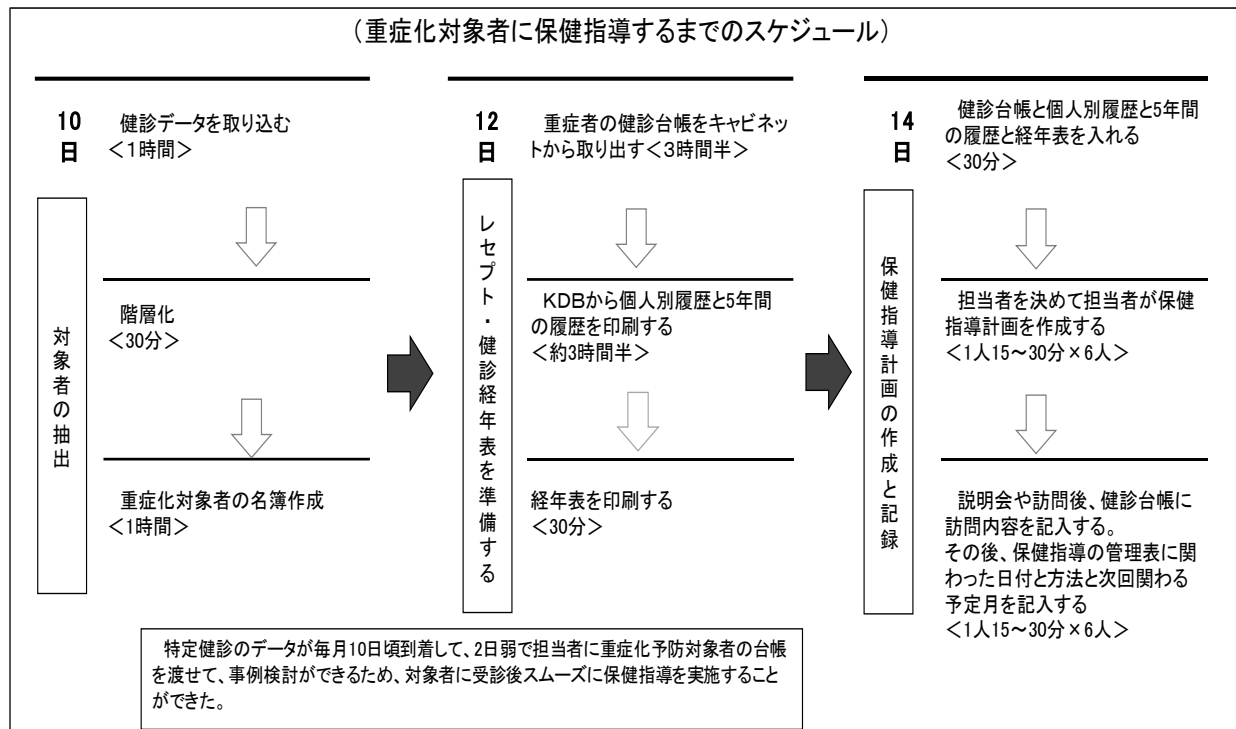 (重症化対象者に保健指導するまでのスケジュール)
10
日
健診データを取り込む
<1時間>
対象者の抽出
階層化
<30分>
重症化対象者の名簿作成
<1時間>
12
日
重症者の健診台帳をキャビネッ
トから取り出す<3時間半>
レセプト・健診経年表を準備する
KDBから個人別履歴と5年間
の履歴を印刷する
<約3時間半>
経年表を印刷する
<30分>
14
日
健診台帳と個人別履歴と5年間
の履歴と経年表を入れる
<30分>
保健指導計画の作成と記録
担当者を決めて担当者が保健
指導計画を作成する
<1人15~30分×6人>
説明会や訪問後、健診台帳に
訪問内容を記入する。
その後、保健指導の管理表に関
わった日付と方法と次回関わる
予定月を記入する
<1人15~30分×6人>
特定健診のデータが毎月10日頃到着して、2日弱で担当者に重症化予防対象者の台帳
を渡せて、事例検討ができるため、対象者に受診後スムーズに保健指導を実施すること
ができた。